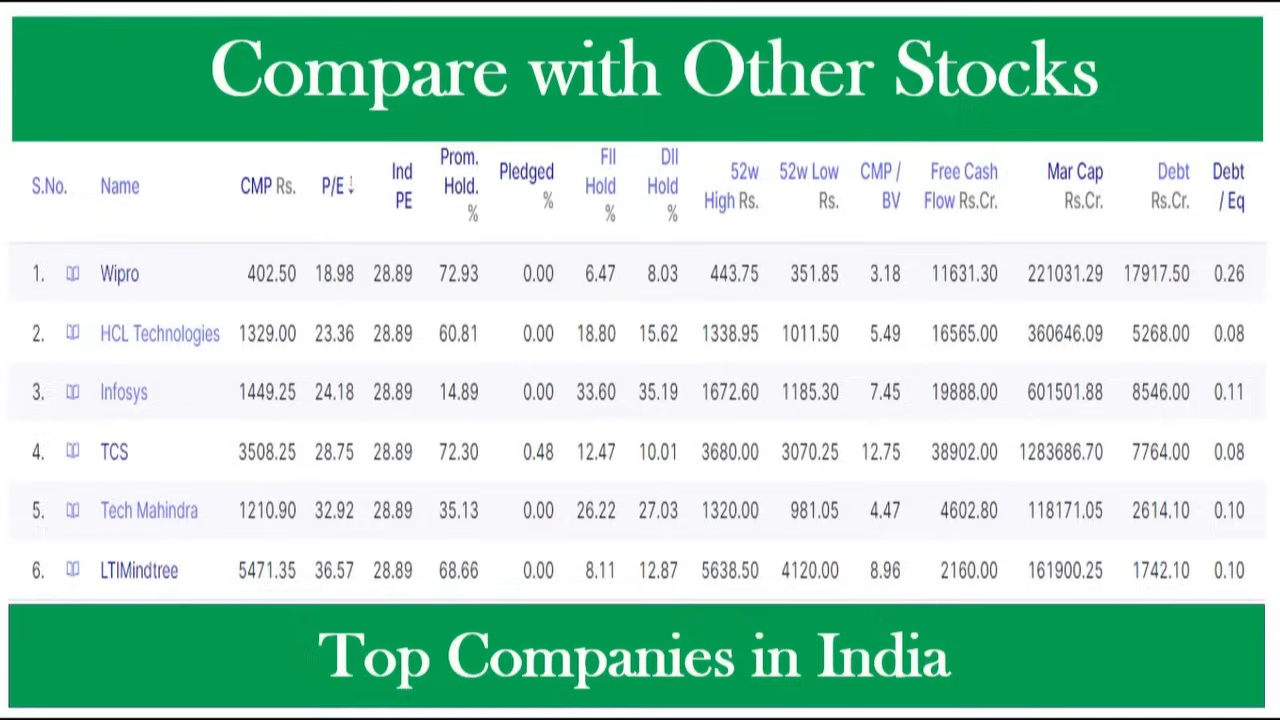 Compare with Other Stocks
S.No. Name CMP Rs. P/E↓ Ind PE Prom. Hold. % Pledged % FII Hold % DII Hold % 52w High Rs. 52w Low Rs. CMP / BV Free Cash Flow Rs.Cr. Mar Cap Rs.Cr. Debt Rs.Cr. Debt / Eq
1. Wipro 402.50 18.98 28.89 72.93 0.00 6.47 8.03 443.75 351.85 3.18 11631.30 221031.29 17917.50 0.26
2. HCL Technologies 1329.00 23.36 28.89 60.81 0.00 18.80 15.62 1338.95 1011.50 5.49 16565.00 360646.09 5268.00 0.08
3. Infosys 1449.25 24.18 28.89 14.89 0.00 33.60 35.19 1672.60 1185.30 7.45 19888.00 601501.88 8546.00 0.11
4. TCS 3508.25 28.75 28.89 72.30 0.48 12.47 10.01 3680.00 3070.25 12.75 38902.00 1283686.70 7764.00 0.08
5. Tech Mahindra 1210.90 32.92 28.89 35.13 0.00 26.22 27.03 1320.00 981.05 4.47 4602.80 118171.05 2614.10 0.10
6. LTIMindtree 5471.35 36.57 28.89 68.66 0.00 8.11 12.87 5638.50 4120.00 8.96 2160.00 161900.25 1742.10 0.10
Top Companies in India